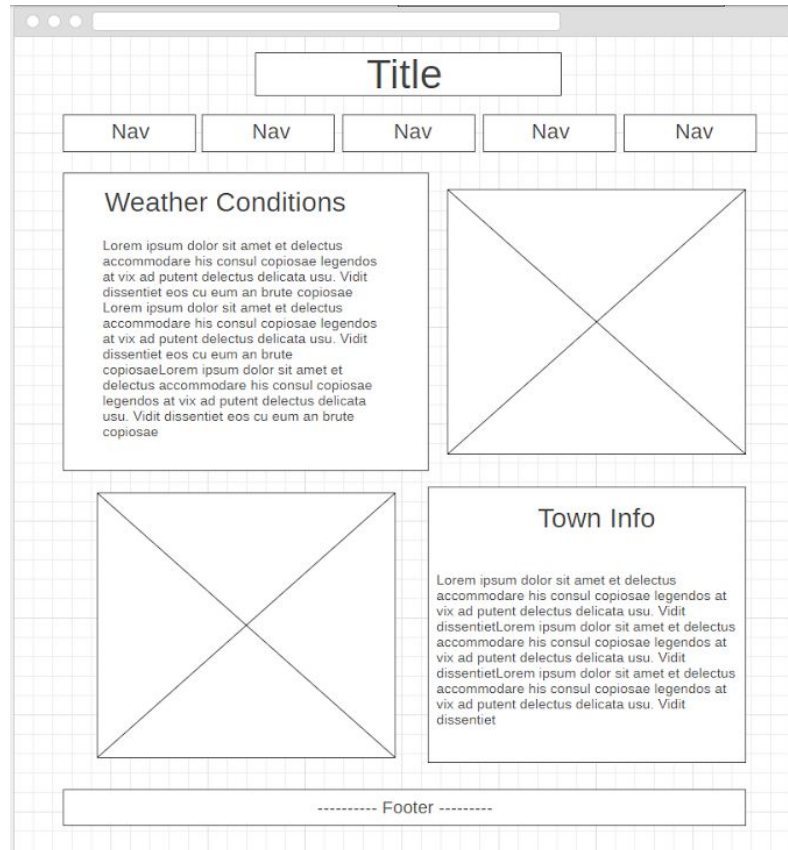 Title
Nav Nav Nav Nav Nav
Weather Conditions
Lorem ipsum dolor sit amet et delectus
accommodare his consul copiosae legendos
at vix ad putent delectus delicata usu. Vidit
dissentiet eos cu eum an brute copiosae
Lorem ipsum dolor sit amet et delectus
accommodare his consul copiosae legendos
at vix ad putent delectus delicata usu. Vidit
dissentiet eos cu eum an brute
copiosaeLorem ipsum dolor sit amet et
delectus accommodare his consul copiosae
legendos at vix ad putent delectus delicata
usu. Vidit dissentiet eos cu eum an brute
copiosae
Town Info
Lorem ipsum dolor sit amet et delectus
accommodare his consul copiosae legendos at
vix ad putent delectus delicata usu. Vidit
dissentietLorem ipsum dolor sit amet et delectus
accommodare his consul copiosae legendos at
vix ad putent delectus delicata usu. Vidit
dissentietLorem ipsum dolor sit amet et delectus
accommodare his consul copiosae legendos at
vix ad putent delectus delicata usu. Vidit
dissentiet
---------- Footer ---------